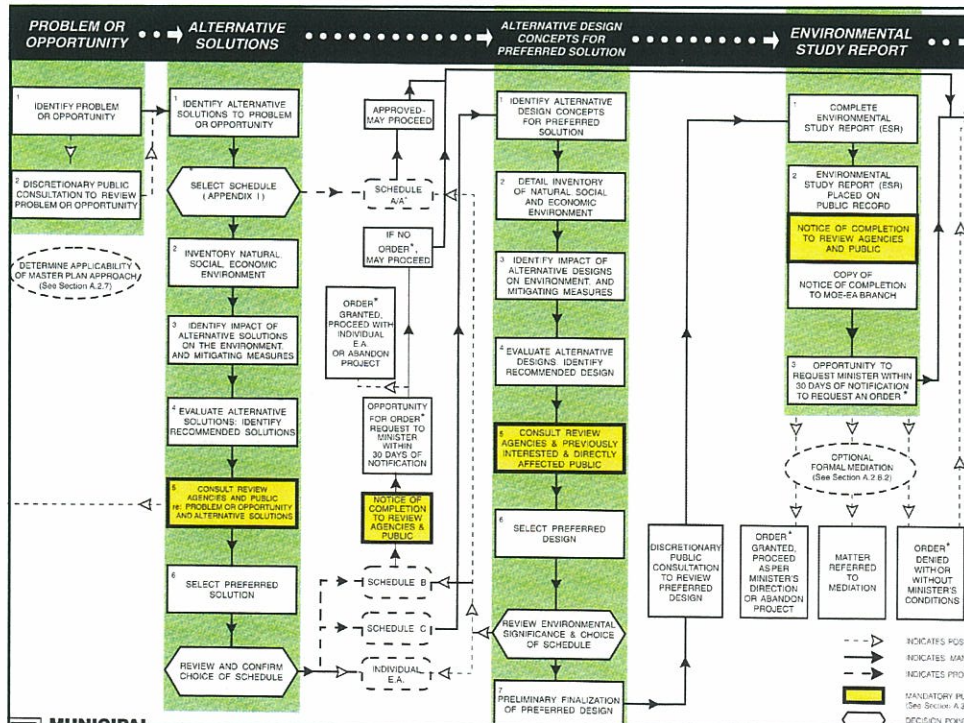 PROBLEM OR
OPPORTUNITY
ALTERNATIVE
SOLUTIONS
ALTERNATIVE DESIGN
CONCEPTS FOR
PREFERRED SOLUTION
ENVIRONMENTAL
STUDY REPORT
1
IDENTIFY PROBLEM
OR OPPORTUNITY
2
DISCRETIONARY PUBLIC
CONSULTATION TO REVIEW
PROBLEM OR OPPORTUNITY
DETERMINE APPLICABILITY
OF MASTER PLAN APPROACH
(See Section A.2.7)
1
IDENTIFY ALTERNATIVE
SOLUTIONS TO PROBLEM
OR OPPORTUNITY
SELECT SCHEDULE
(APPENDIX I)
2
INVENTORY NATURAL,
SOCIAL, ECONOMIC
ENVIRONMENT
3
IDENTIFY IMPACT OF
ALTERNATIVE SOLUTIONS
ON THE ENVIRONMENT,
AND MITIGATING MEASURES
4
EVALUATE ALTERNATIVE
SOLUTIONS: IDENTIFY
RECOMMENDED SOLUTIONS
5
CONSULT REVIEW
AGENCIES AND PUBLIC
re: PROBLEM OR OPPORTUNITY
AND ALTERNATIVE SOLUTIONS
6
SELECT PREFERRED
SOLUTION
REVIEW AND CONFIRM
CHOICE OF SCHEDULE
APPROVED-
MAY PROCEED
SCHEDULE
A/A+
IF NO
ORDER*,
MAY PROCEED
ORDER*
GRANTED,
PROCEED WITH
INDIVIDUAL
E.A.
OR ABANDON
PROJECT
OPPORTUNITY
FOR ORDER*
REQUEST TO
MINISTER
WITHIN
30 DAYS OF
NOTIFICATION
NOTICE OF
COMPLETION
TO REVIEW
AGENCIES &
PUBLIC
SCHEDULE B
SCHEDULE C
INDIVIDUAL
E.A.
1
IDENTIFY ALTERNATIVE
DESIGN CONCEPTS
FOR PREFERRED
SOLUTION
2
DETAIL INVENTORY
OF NATURAL SOCIAL
AND ECONOMIC
ENVIRONMENT
3
IDENTIFY IMPACT OF
ALTERNATIVE DESIGNS
ON ENVIRONMENT, AND
MITIGATING MEASURES
4
EVALUATE ALTERNATIVE
DESIGNS: IDENTIFY
RECOMMENDED DESIGN
5
CONSULT REVIEW
AGENCIES & PREVIOUSLY
INTERESTED & DIRECTLY
AFFECTED PUBLIC
6
SELECT PREFERRED
DESIGN
REVIEW ENVIRONMENTAL
SIGNIFICANCE & CHOICE
OF SCHEDULE
7
PRELIMINARY FINALIZATION
OF PREFERRED DESIGN
DISCRETIONARY
PUBLIC
CONSULTATION
TO REVIEW
PREFERRED
DESIGN
1
COMPLETE
ENVIRONMENTAL
STUDY REPORT (ESR)
2
ENVIRONMENTAL
STUDY REPORT (ESR)
PLACED ON
PUBLIC RECORD
NOTICE OF COMPLETION
TO REVIEW AGENCIES
AND PUBLIC
COPY OF
NOTICE OF COMPLETION
TO MOE-EA BRANCH
3
OPPORTUNITY TO
REQUEST MINISTER WITHIN
30 DAYS OF NOTIFICATION
TO REQUEST AN ORDER*
OPTIONAL
FORMAL MEDIATION
(See Section A.2.8.2)
ORDER*
GRANTED,
PROCEED
AS PER
MINISTER'S
DIRECTION
OR ABANDON
PROJECT
MATTER
REFERRED
TO
MEDIATION
ORDER*
DENIED
WITH OR
WITHOUT
MINISTER'S
CONDITIONS
INDICATES POS
INDICATES MAN
INDICATES PRO
MANDATORY PU
(See Section A.3
DECISION POI
MUNICIPAL